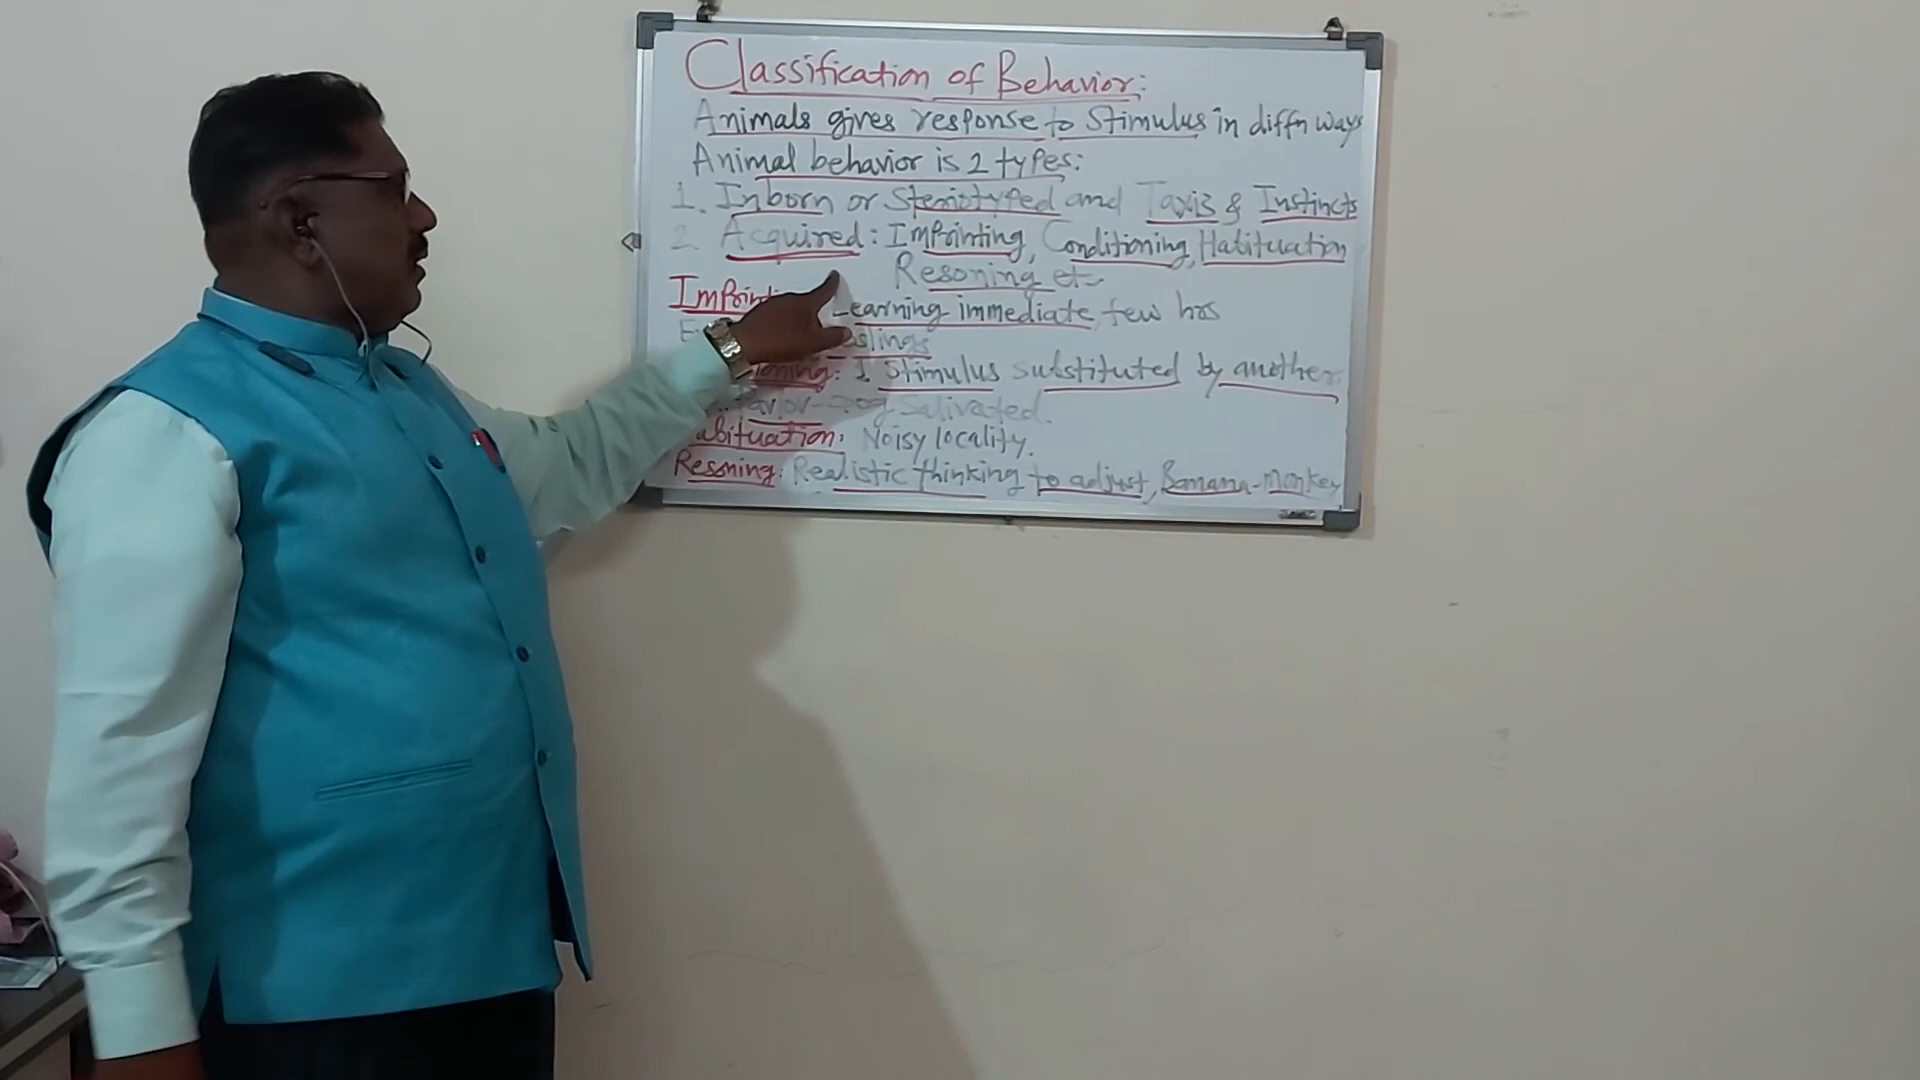 Classification of Behavior:
Animals gives response to Stimulus in diffn ways
Animal behavior is 2 types:
1. Inborn or Steriotyped and Taxis & Instincts
2. Acquired: Imprinting, Conditioning, Habituation
Resoning etc
Learning immediate few hrs
1 Stimulus substituted by another.
Dog salivated.
Noisy locality.
Resoning: Realistic thinking to adjust, Banana-monkey